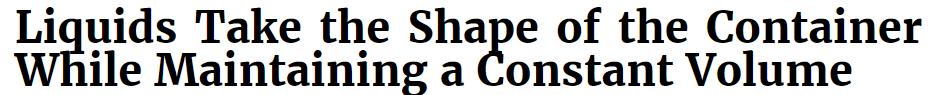 Liquids Take the Shape of the Container
While Maintaining a Constant Volume